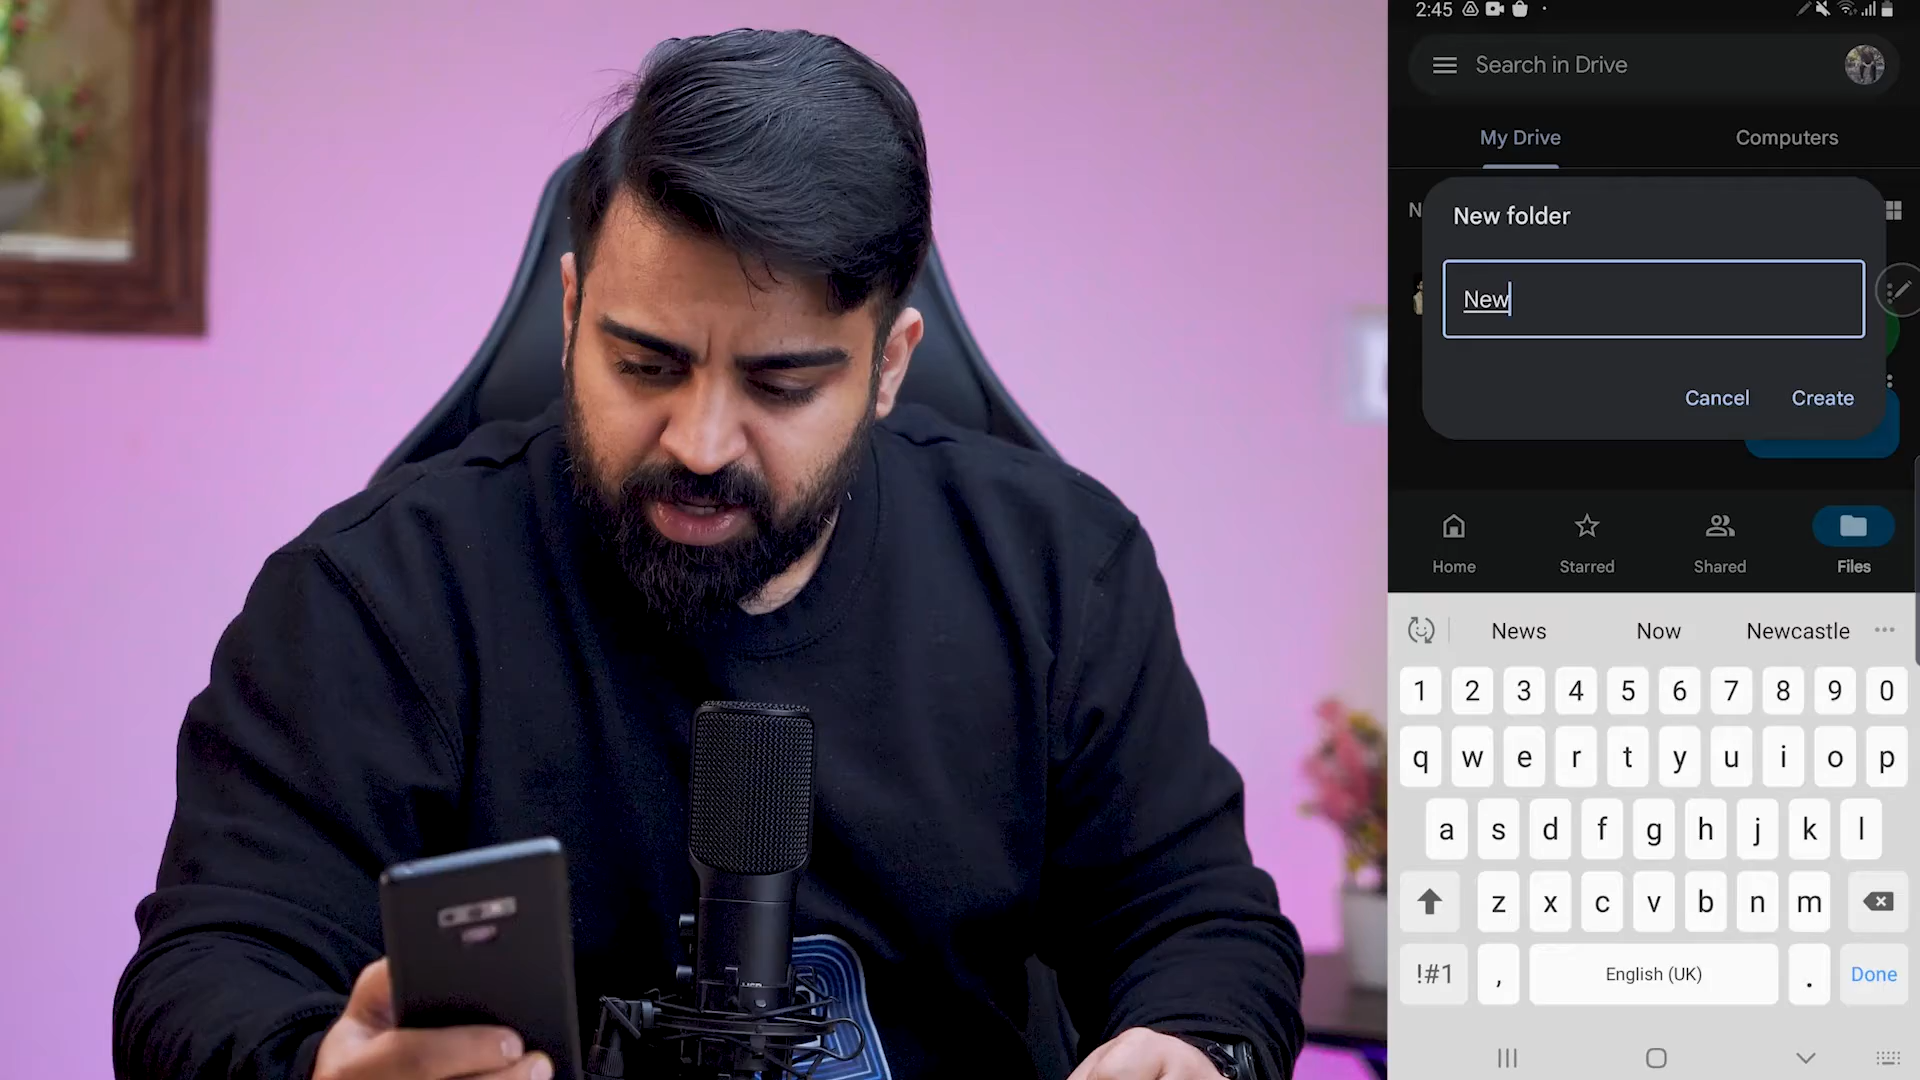 2:45
Search in Drive
My Drive Computers
N
New folder
New
Cancel Create
Home Starred Shared Files
News Now Newcastle
1 2 3 4 5 6 7 8 9 0
q w e r t y u i o p
a s d f g h j k l
z x c v b n m
!#1 , English (UK) . Done